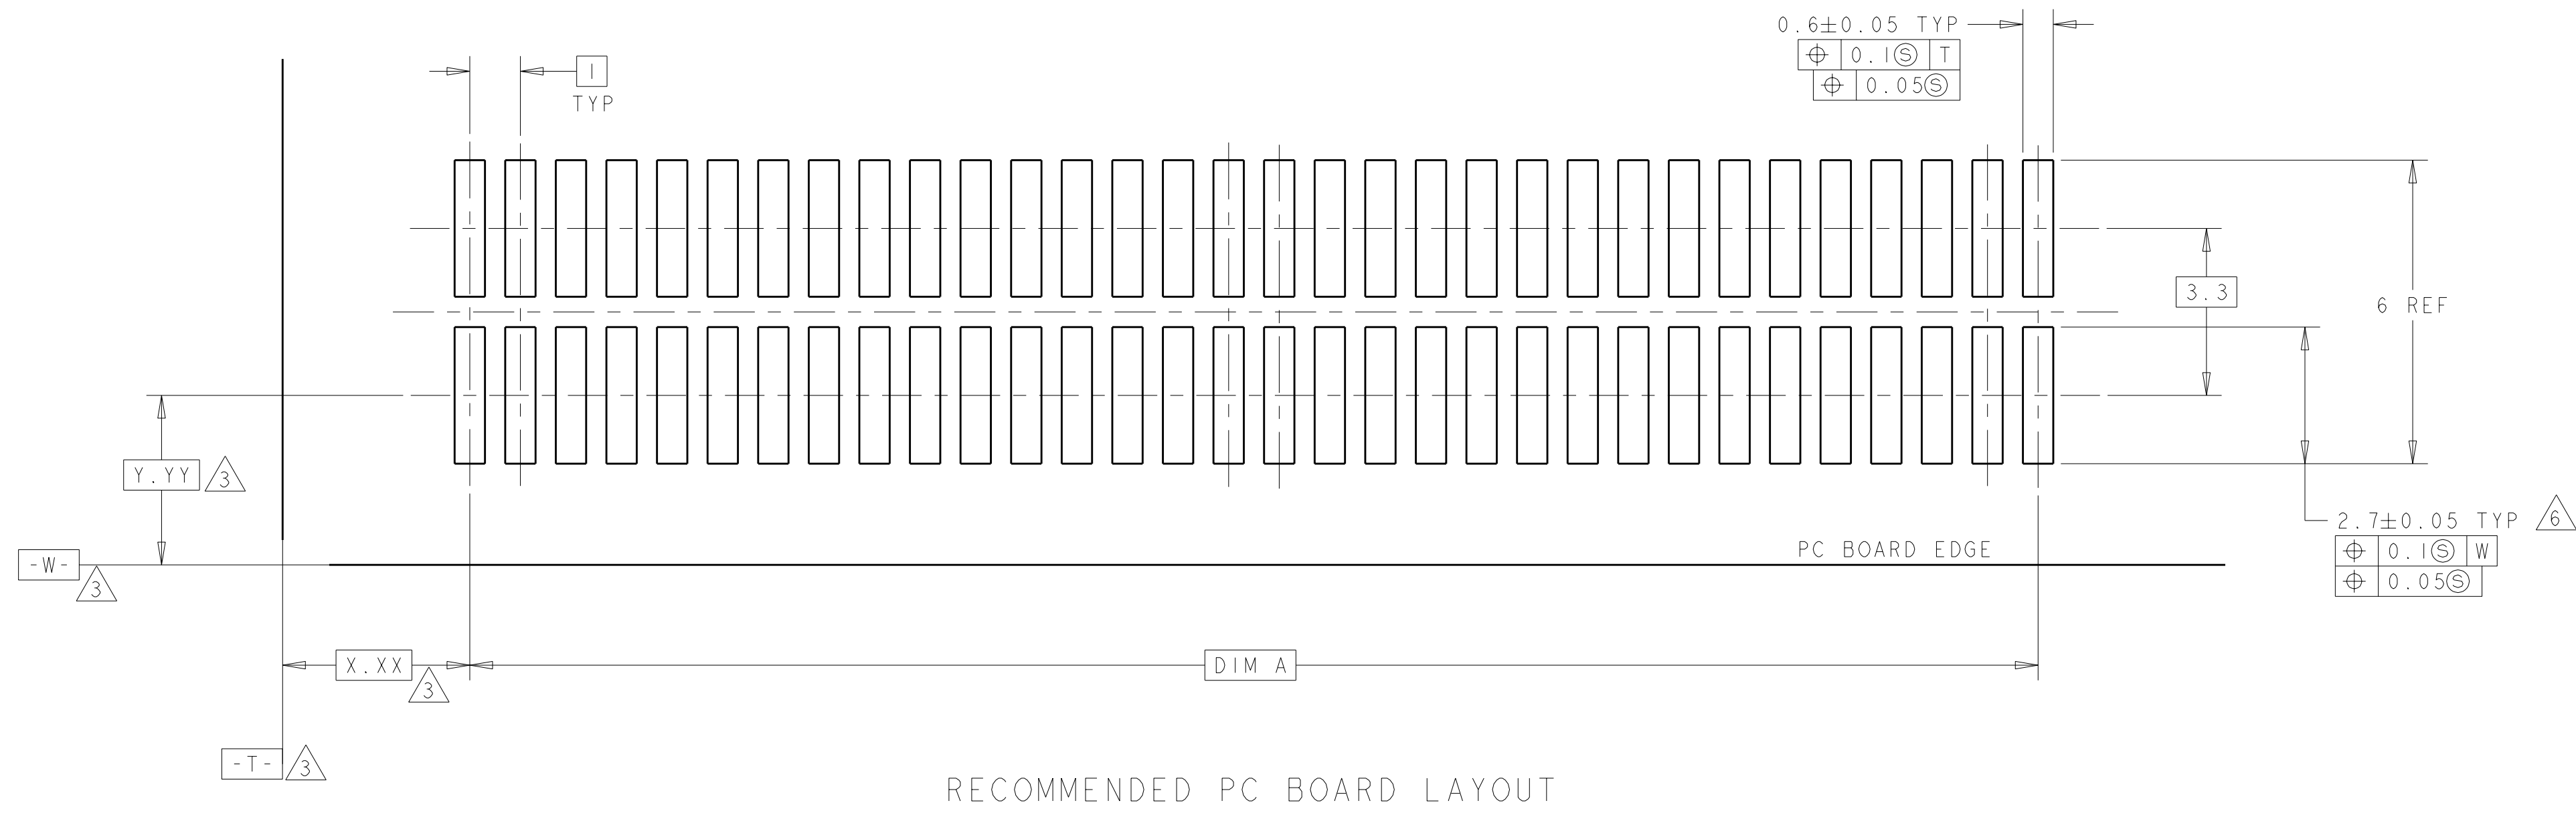 0.6±0.05 TYP
⌖ 0.1Ⓢ T
⌖ 0.05Ⓢ
1
TYP
3.3
6 REF
Y.YY 3
2.7±0.05 TYP 6
⌖ 0.1Ⓢ W
⌖ 0.05Ⓢ
PC BOARD EDGE
-W- 3
X.XX 3
DIM A
-T- 3
RECOMMENDED PC BOARD LAYOUT